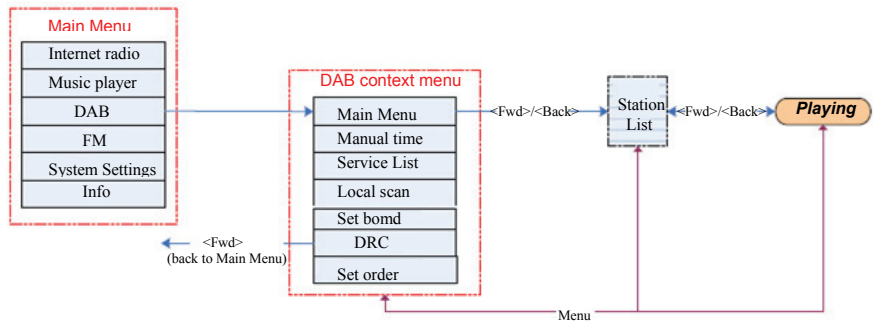 Main Menu
Internet radio
Music player
DAB
FM
System Settings
Info
DAB context menu
Main Menu
Manual time
Service List
Local scan
Set bomd
DRC
Set order
<Fwd>/<Back>
Station
List
<Fwd>/<Back>
Playing
<Fwd>
(back to Main Menu)
Menu